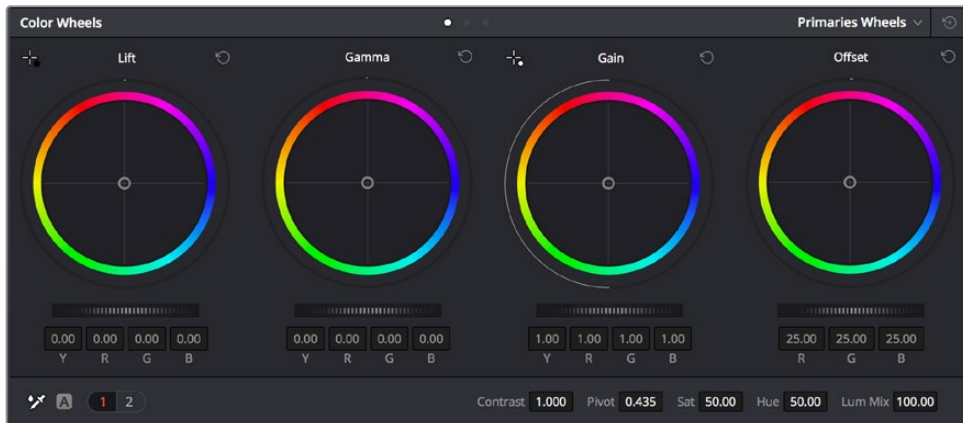 Color Wheels Primaries Wheels
Lift Gamma Gain Offset
0.00 0.00 0.00 0.00 0.00 0.00 0.00 0.00 1.00 1.00 1.00 1.00 25.00 25.00 25.00
Y R G B Y R G B Y R G B R G B
A 1 2 Contrast 1.000 Pivot 0.435 Sat 50.00 Hue 50.00 Lum Mix 100.00